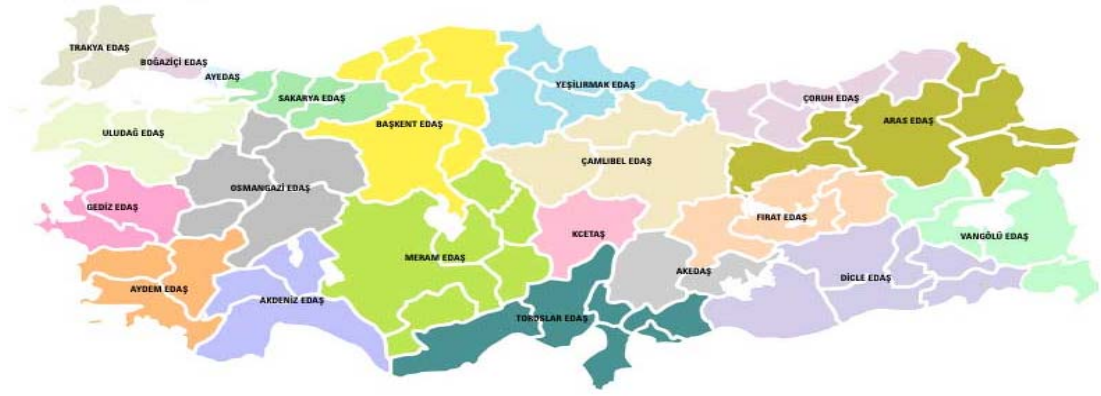 TRAKYA EDAŞ
BOĞAZİÇİ EDAŞ
AYEDAŞ
SAKARYA EDAŞ
ULUDAĞ EDAŞ
BAŞKENT EDAŞ
YEŞİLIRMAK EDAŞ
ÇORUH EDAŞ
ARAS EDAŞ
ÇAMLIBEL EDAŞ
OSMANGAZİ EDAŞ
GEDİZ EDAŞ
FIRAT EDAŞ
KCETAŞ
VANGÖLÜ EDAŞ
MERAM EDAŞ
AKEDAŞ
DİCLE EDAŞ
AYDEM EDAŞ
AKDENİZ EDAŞ
TOROSLAR EDAŞ